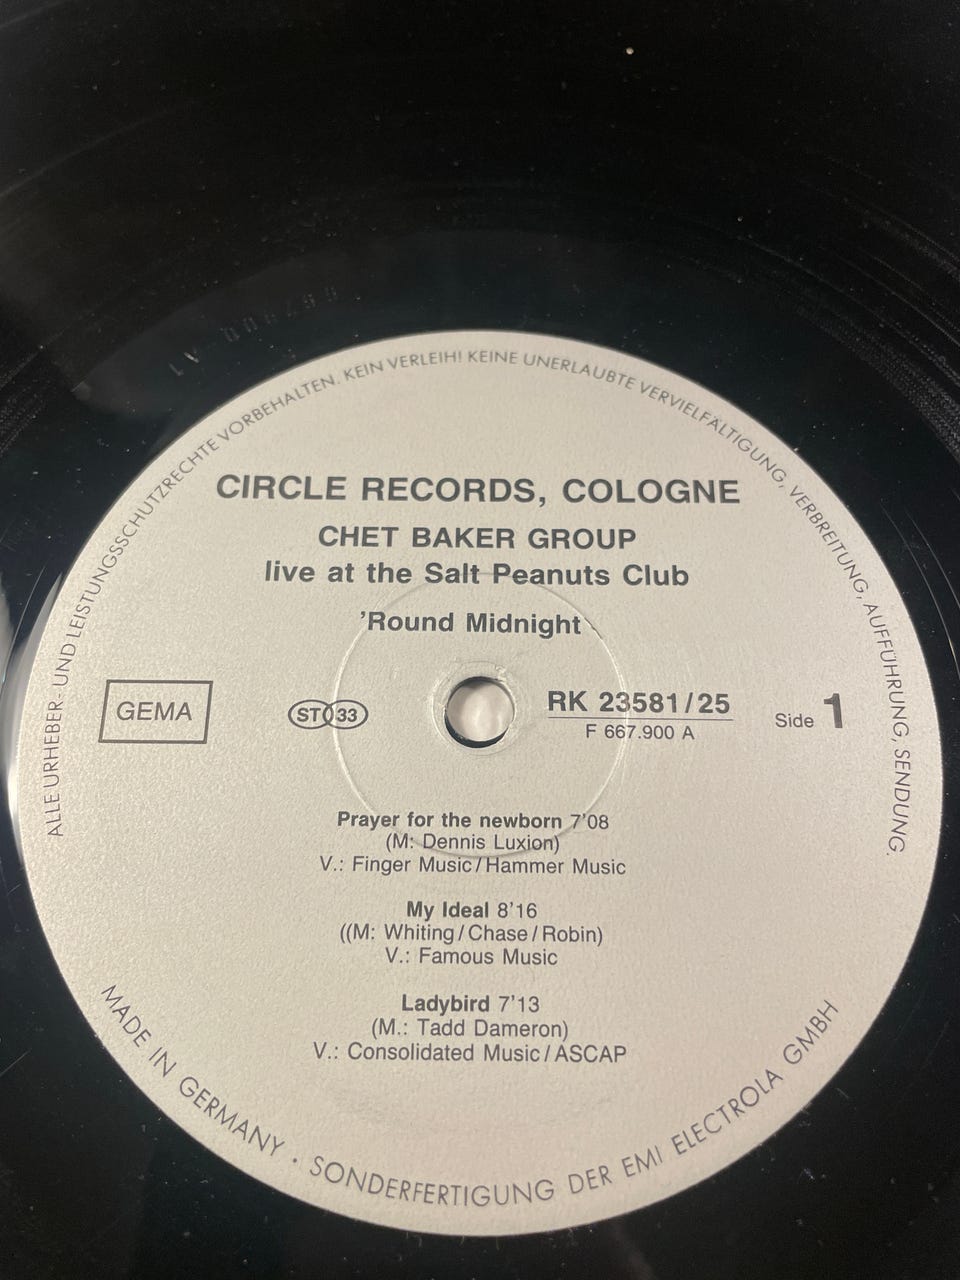 ALLE URHEBER- UND LEISTUNGSSCHUTZRECHTE VORBEHALTEN. KEIN VERLEIH! KEINE UNERLAUBTE VERVIELFÄLTIGUNG, VERBREITUNG, AUFFÜHRUNG, SENDUNG.
CIRCLE RECORDS, COLOGNE
CHET BAKER GROUP
live at the Salt Peanuts Club
'Round Midnight
GEMA
ST 33
RK 23581/25
F 667.900 A
Side 1
Prayer for the newborn 7'08
(M: Dennis Luxion)
V.: Finger Music/Hammer Music
My Ideal 8'16
((M: Whiting/Chase/Robin)
V.: Famous Music
Ladybird 7'13
(M.: Tadd Dameron)
V.: Consolidated Music/ASCAP
MADE IN GERMANY · SONDERFERTIGUNG DER EMI ELECTROLA GMBH